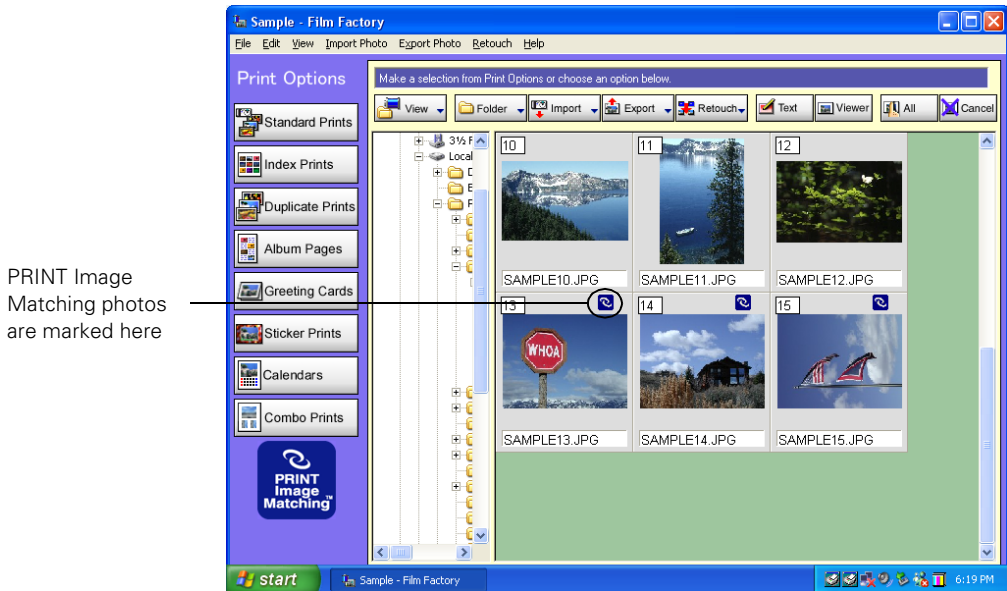 Sample - Film Factory
File Edit View Import Photo Export Photo Retouch Help
Print Options
Make a selection from Print Options or choose an option below.
View Folder Import Export Retouch Text Viewer All Cancel
Standard Prints
Index Prints
Duplicate Prints
Album Pages
Greeting Cards
Sticker Prints
Calendars
Combo Prints
PRINT
Image
Matching™
3½ F
Local
10 11 12
SAMPLE10.JPG SAMPLE11.JPG SAMPLE12.JPG
13 14 15
WHOA
SAMPLE13.JPG SAMPLE14.JPG SAMPLE15.JPG
PRINT Image
Matching photos
are marked here
start Sample - Film Factory 6:19 PM